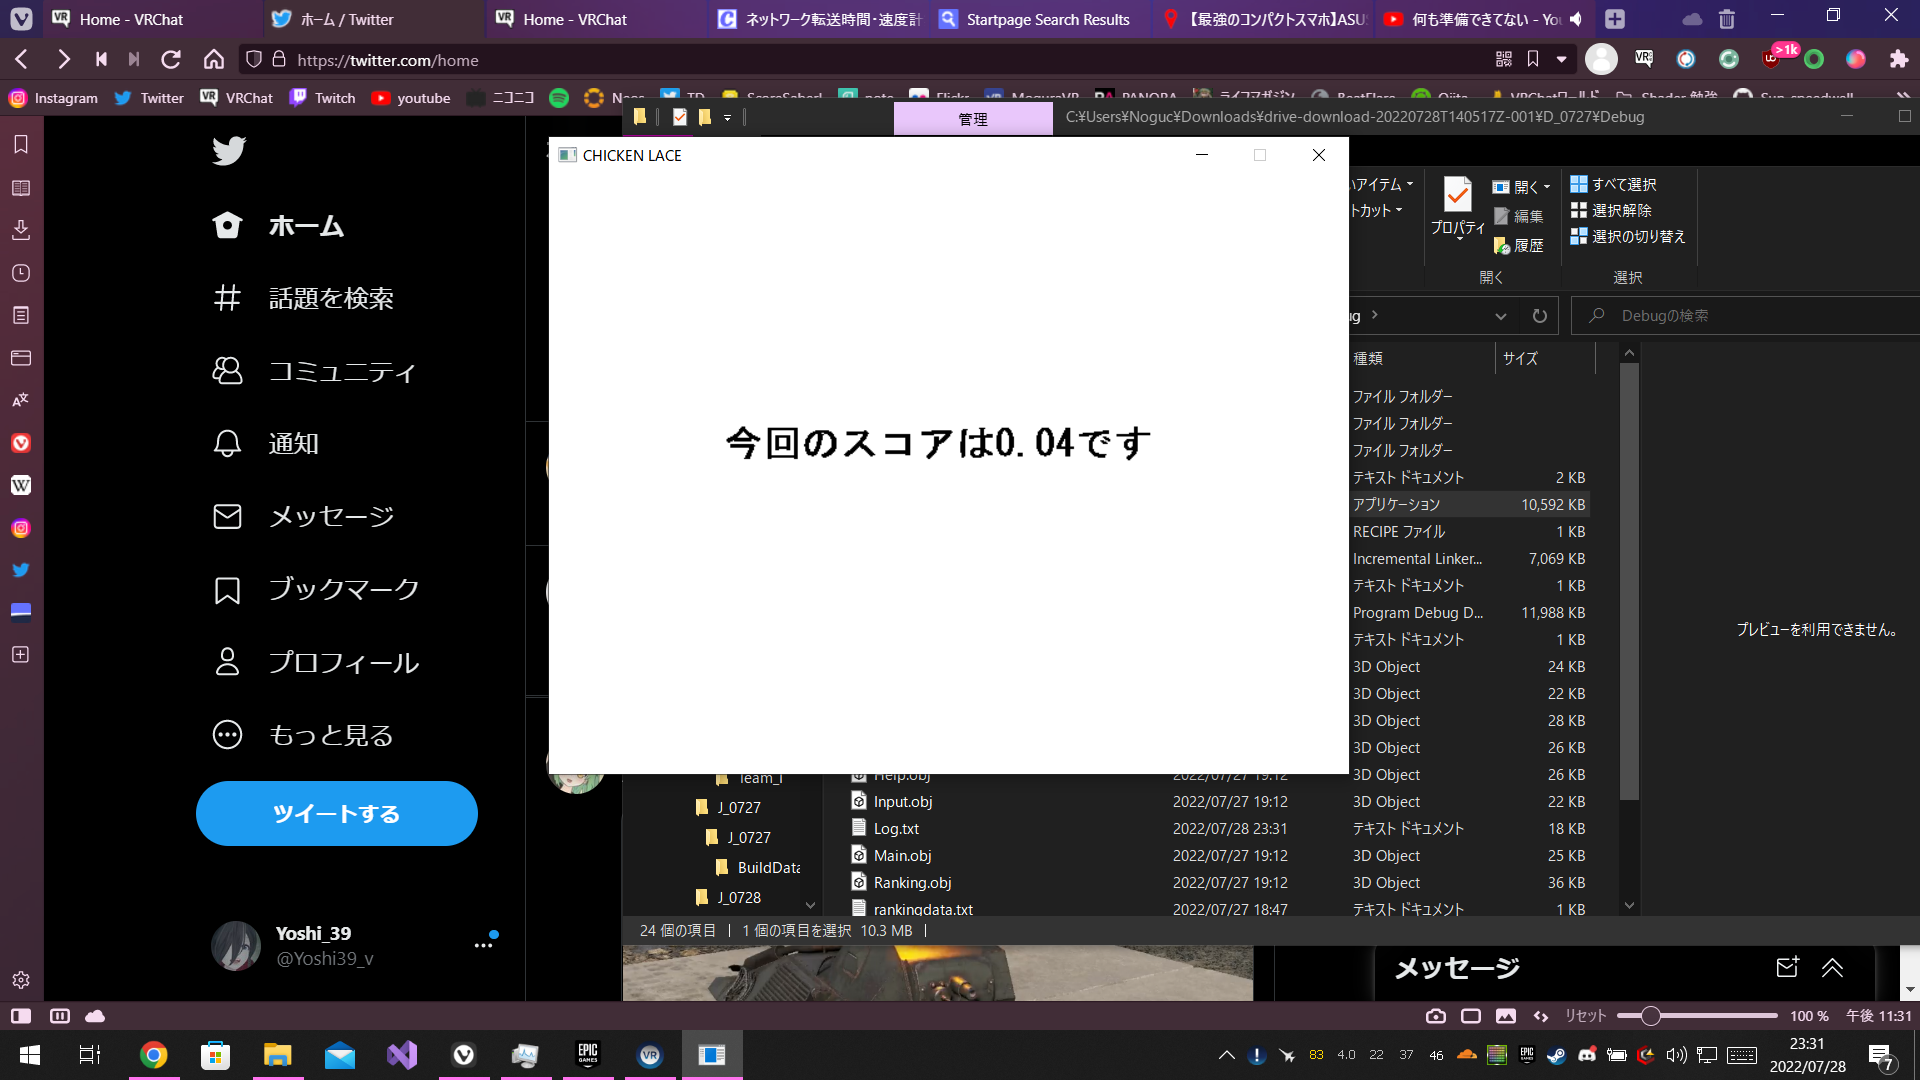 Home - VRChat
ホーム / Twitter
Home - VRChat
ネットワーク転送時間・速度計
Startpage Search Results
【最強のコンパクトスマホ】ASU
何も準備できてない - You
https://twitter.com/home
>1k
Instagram
Twitter
VRChat
Twitch
youtube
ニコニコ
管理
C:¥Users¥Noguc¥Downloads¥drive-download-20220728T140517Z-001¥D_0727¥Debug
CHICKEN LACE
ホーム
話題を検索
コミュニティ
通知
メッセージ
ブックマーク
プロフィール
もっと見る
ツイートする
Yoshi_39
@Yoshi39_v
今回のスコアは0.04です
アイテム
トカット
プロパティ
開く
編集
履歴
開く
すべて選択
選択解除
選択の切り替え
選択
ug
Debugの検索
種類 サイズ
ファイル フォルダー
ファイル フォルダー
ファイル フォルダー
テキスト ドキュメント 2 KB
アプリケーション 10,592 KB
RECIPE ファイル 1 KB
Incremental Linker... 7,069 KB
テキスト ドキュメント 1 KB
Program Debug D... 11,988 KB
テキスト ドキュメント 1 KB
3D Object 24 KB
3D Object 22 KB
3D Object 28 KB
3D Object 26 KB
Help.obj 2022/07/27 19:12 3D Object 26 KB
Input.obj 2022/07/27 19:12 3D Object 22 KB
Log.txt 2022/07/28 23:31 テキスト ドキュメント 18 KB
Main.obj 2022/07/27 19:12 3D Object 25 KB
Ranking.obj 2022/07/27 19:12 3D Object 36 KB
rankingdata.txt 2022/07/27 18:47 テキスト ドキュメント 1 KB
プレビューを利用できません。
J_0727
J_0727
BuildData
J_0728
24 個の項目
1 個の項目を選択 10.3 MB
メッセージ
リセット
100 %
午後 11:31
83 4.0 22 37 46
23:31
2022/07/28
7